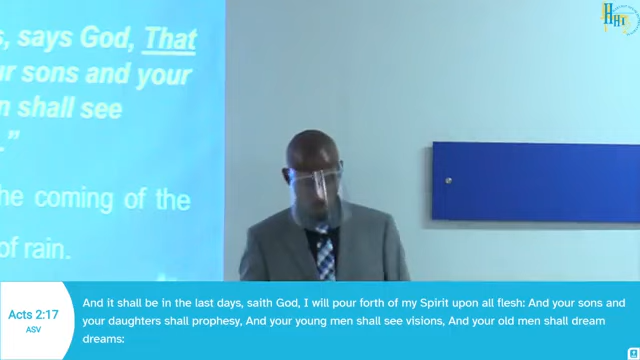 s, says God, That
ur sons and your
n shall see
."
he coming of the
of rain.
Acts 2:17
ASV
And it shall be in the last days, saith God, I will pour forth of my Spirit upon all flesh: And your sons and
your daughters shall prophesy, And your young men shall see visions, And your old men shall dream
dreams: